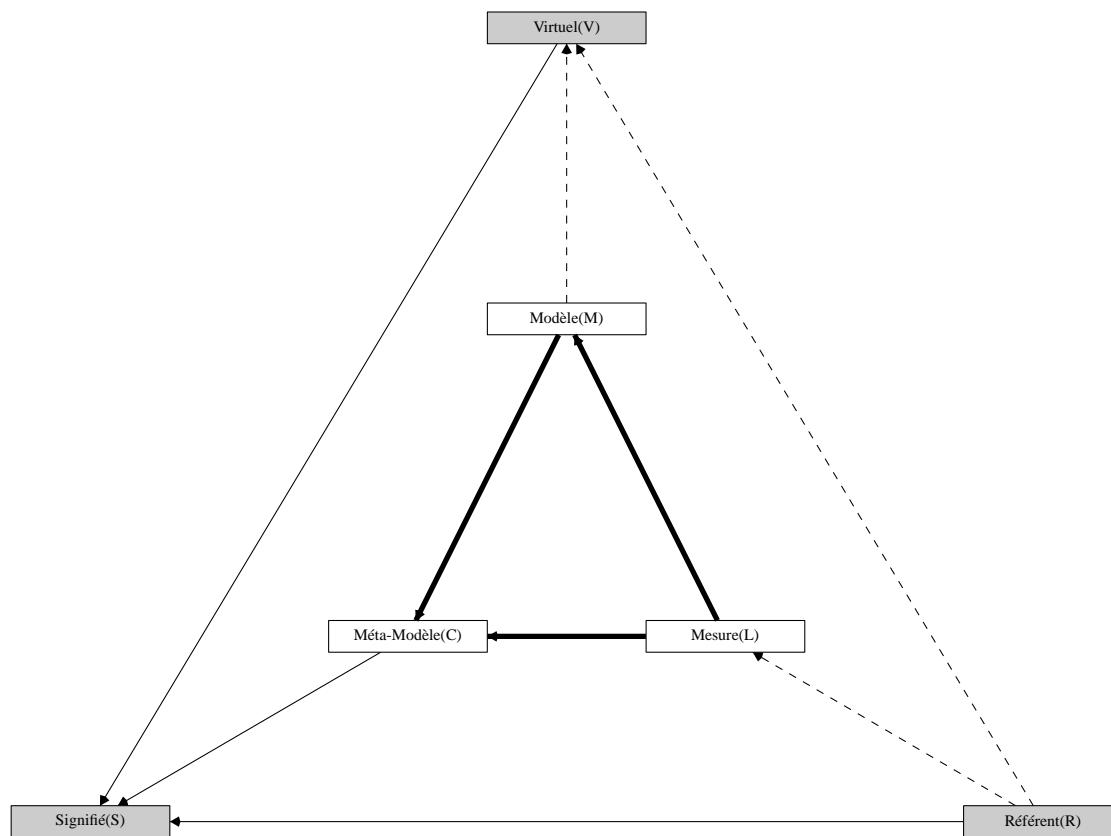 Virtuel(V)
Modèle(M)
Méta-Modèle(C)
Mesure(L)
Signifié(S)
Référent(R)